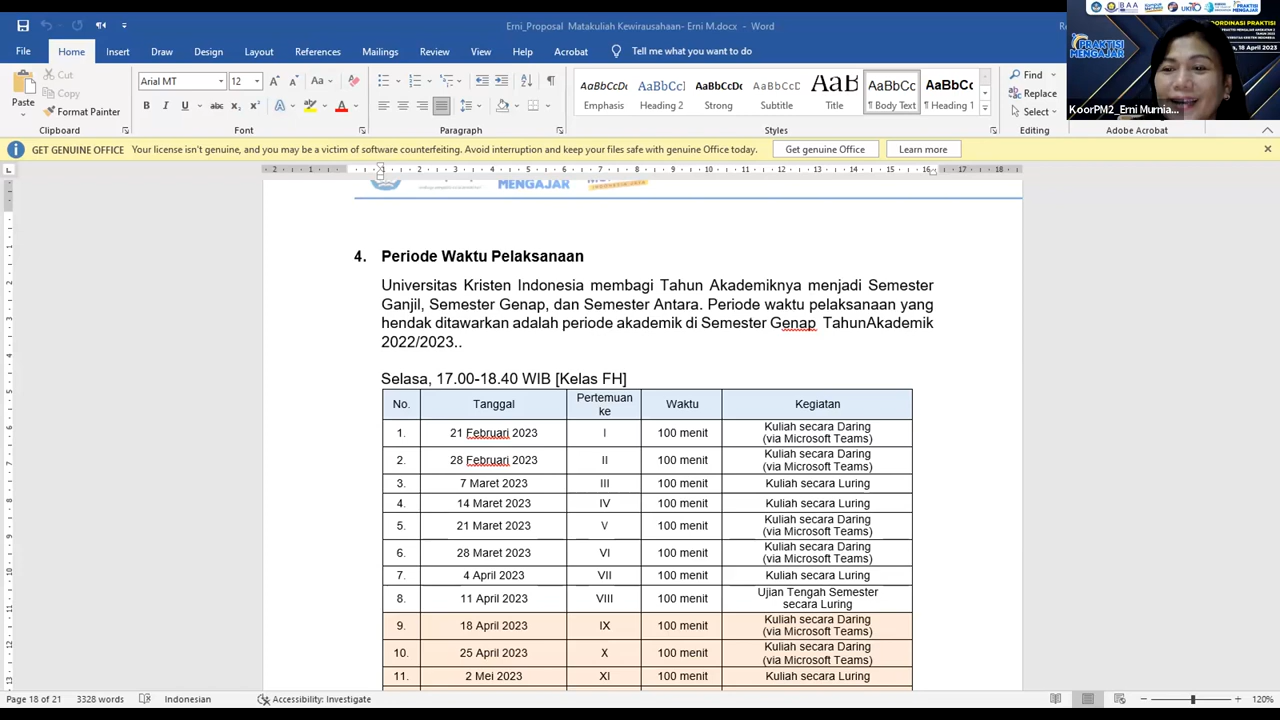 Erni_Proposal Matakuliah Kewirausahaan- Erni M.docx - Word
File Home Insert Draw Design Layout References Mailings Review View Help Acrobat Tell me what you want to do
Paste
Cut
Copy
Format Painter
Arial MT 12
Emphasis Heading 2 Strong Subtitle Title ¶ Body Text ¶ Heading 1
Find
Replace
Select
Clipboard Font Paragraph Styles Editing Adobe Acrobat
PRAKTISI MENGAJAR
KoorPM2_Erni Murnia...
GET GENUINE OFFICE Your license isn't genuine, and you may be a victim of software counterfeiting. Avoid interruption and keep your files safe with genuine Office today. Get genuine Office Learn more
MENGAJAR
4. Periode Waktu Pelaksanaan
Universitas Kristen Indonesia membagi Tahun Akademiknya menjadi Semester
Ganjil, Semester Genap, dan Semester Antara. Periode waktu pelaksanaan yang
hendak ditawarkan adalah periode akademik di Semester Genap TahunAkademik
2022/2023..
Selasa, 17.00-18.40 WIB [Kelas FH]
No. Tanggal Pertemuan ke Waktu Kegiatan
1. 21 Februari 2023 I 100 menit Kuliah secara Daring (via Microsoft Teams)
2. 28 Februari 2023 II 100 menit Kuliah secara Daring (via Microsoft Teams)
3. 7 Maret 2023 III 100 menit Kuliah secara Luring
4. 14 Maret 2023 IV 100 menit Kuliah secara Luring
5. 21 Maret 2023 V 100 menit Kuliah secara Daring (via Microsoft Teams)
6. 28 Maret 2023 VI 100 menit Kuliah secara Daring (via Microsoft Teams)
7. 4 April 2023 VII 100 menit Kuliah secara Luring
8. 11 April 2023 VIII 100 menit Ujian Tengah Semester secara Luring
9. 18 April 2023 IX 100 menit Kuliah secara Daring (via Microsoft Teams)
10. 25 April 2023 X 100 menit Kuliah secara Daring (via Microsoft Teams)
11. 2 Mei 2023 XI 100 menit Kuliah secara Luring
Page 18 of 21 3328 words Indonesian Accessibility: Investigate 120%